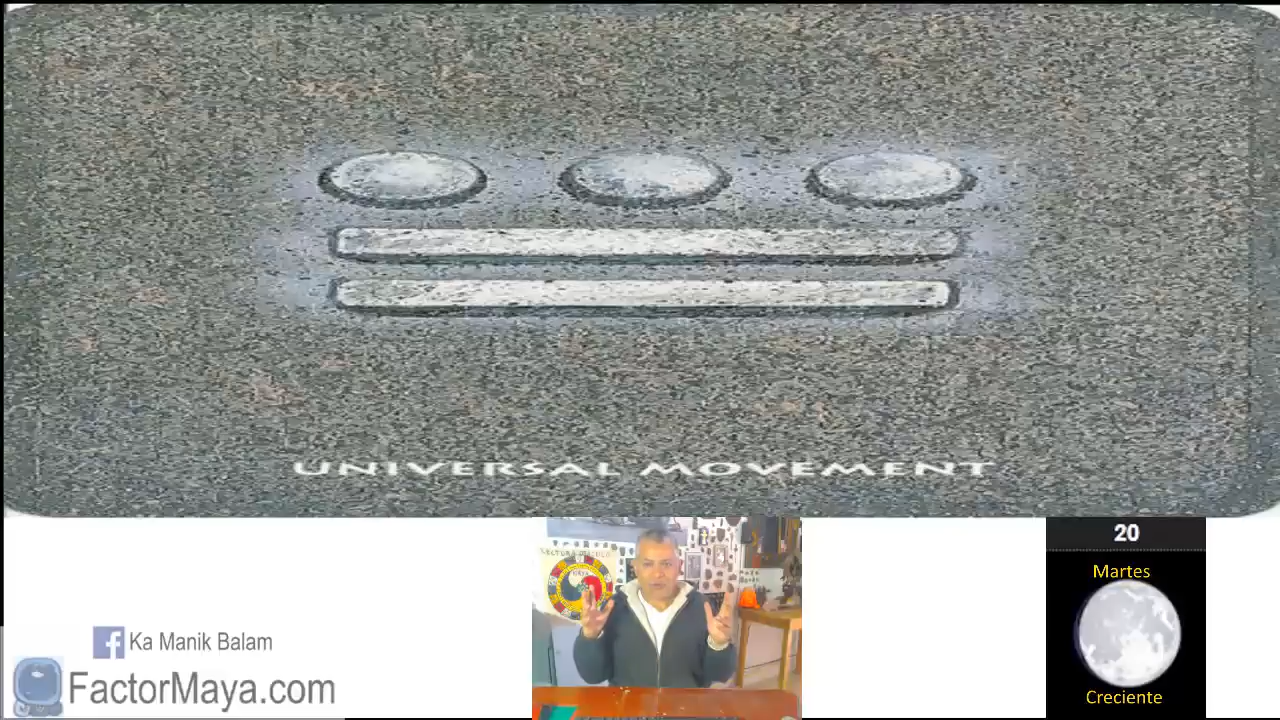 UNIVERSAL MOVEMENT
20
Martes
Creciente
Ka Manik Balam
FactorMaya.com